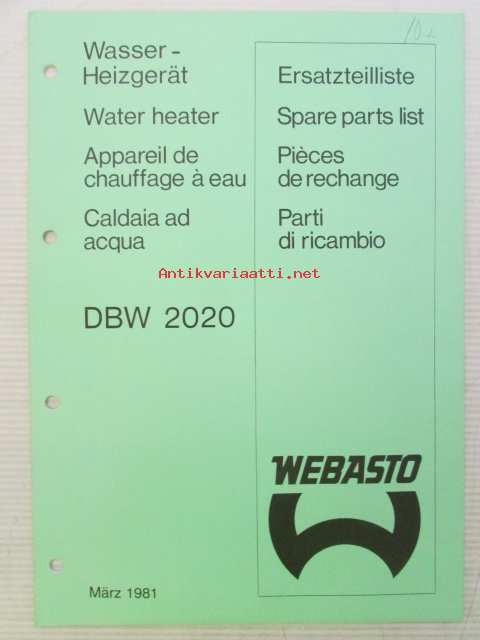 Wasser-
Heizgerät
Water heater
Appareil de
chauffage à eau
Caldaia ad
acqua
DBW 2020
Ersatzteilliste
Spare parts list
Pièces
de rechange
Parti
di ricambio
Antikvariaatti.net
WEBASTO
März 1981